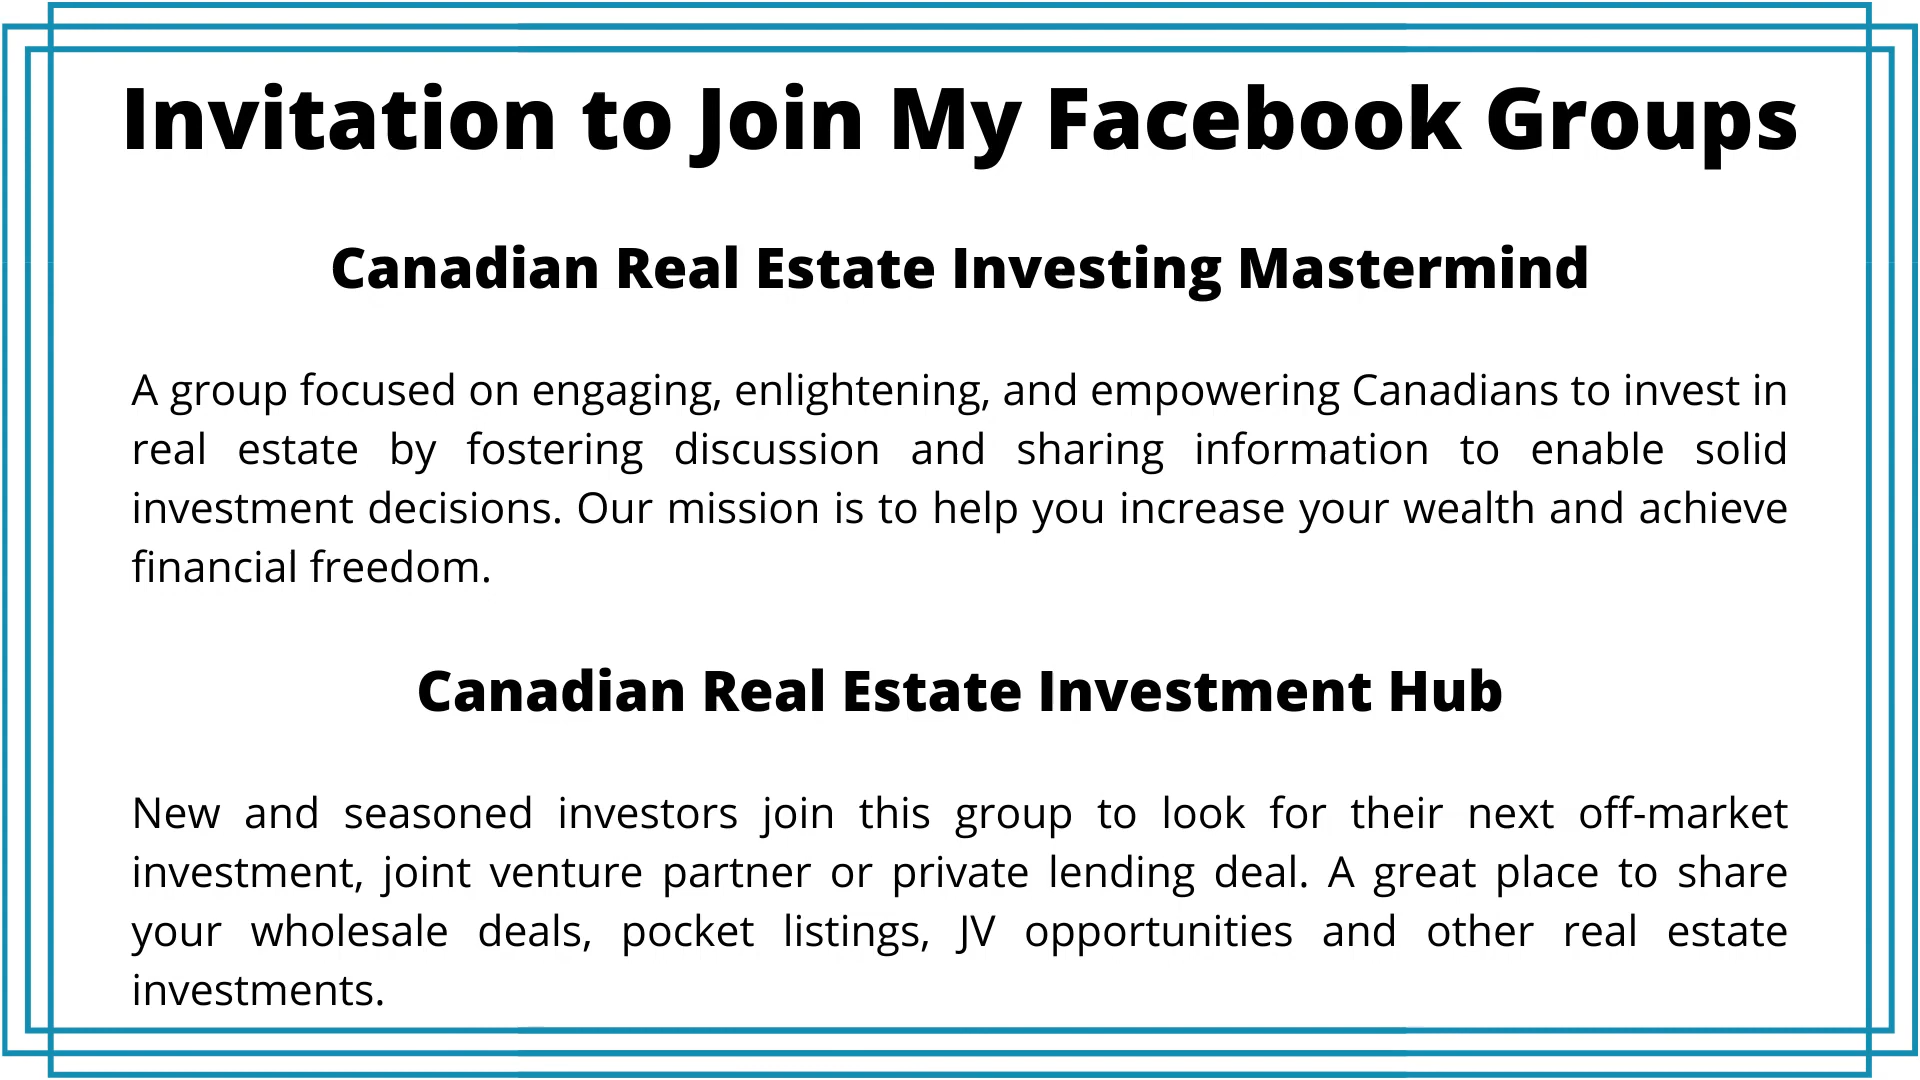 Invitation to Join My Facebook Groups
Canadian Real Estate Investing Mastermind
A group focused on engaging, enlightening, and empowering Canadians to invest in
real estate by fostering discussion and sharing information to enable solid
investment decisions. Our mission is to help you increase your wealth and achieve
financial freedom.
Canadian Real Estate Investment Hub
New and seasoned investors join this group to look for their next off-market
investment, joint venture partner or private lending deal. A great place to share
your wholesale deals, pocket listings, JV opportunities and other real estate
investments.